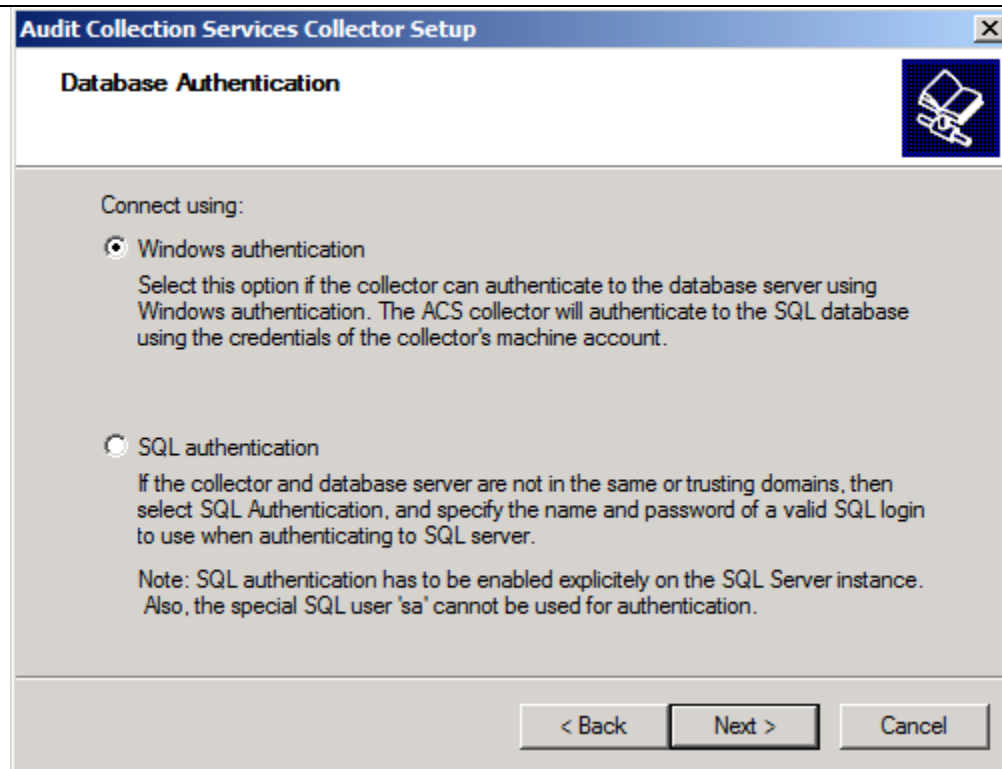 Audit Collection Services Collector Setup
Database Authentication
Connect using:
Windows authentication
Select this option if the collector can authenticate to the database server using
Windows authentication. The ACS collector will authenticate to the SQL database
using the credentials of the collector's machine account.
SQL authentication
If the collector and database server are not in the same or trusting domains, then
select SQL Authentication, and specify the name and password of a valid SQL login
to use when authenticating to SQL server.
Note: SQL authentication has to be enabled explicitely on the SQL Server instance.
Also, the special SQL user 'sa' cannot be used for authentication.
< Back Next > Cancel